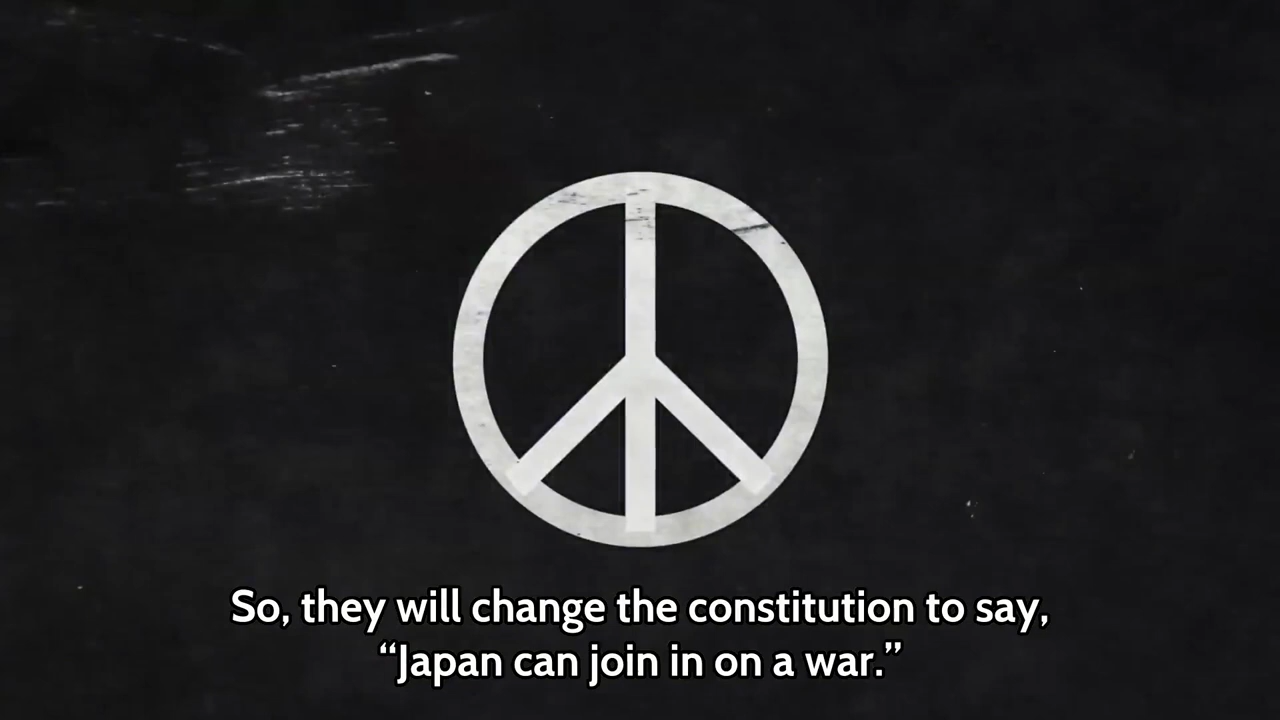 So, they will change the constitution to say,
“Japan can join in on a war.”